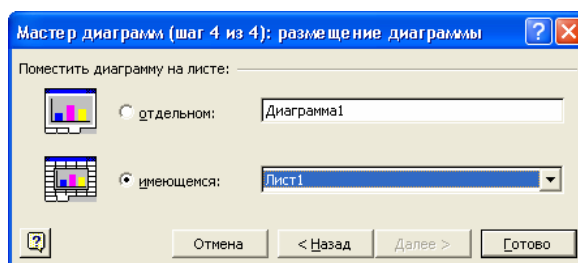 Мастер диаграмм (шаг 4 из 4): размещение диаграммы
Поместить диаграмму на листе:
отдельном: Диаграмма1
имеющемся: Лист1
Отмена < Назад Далее > Готово